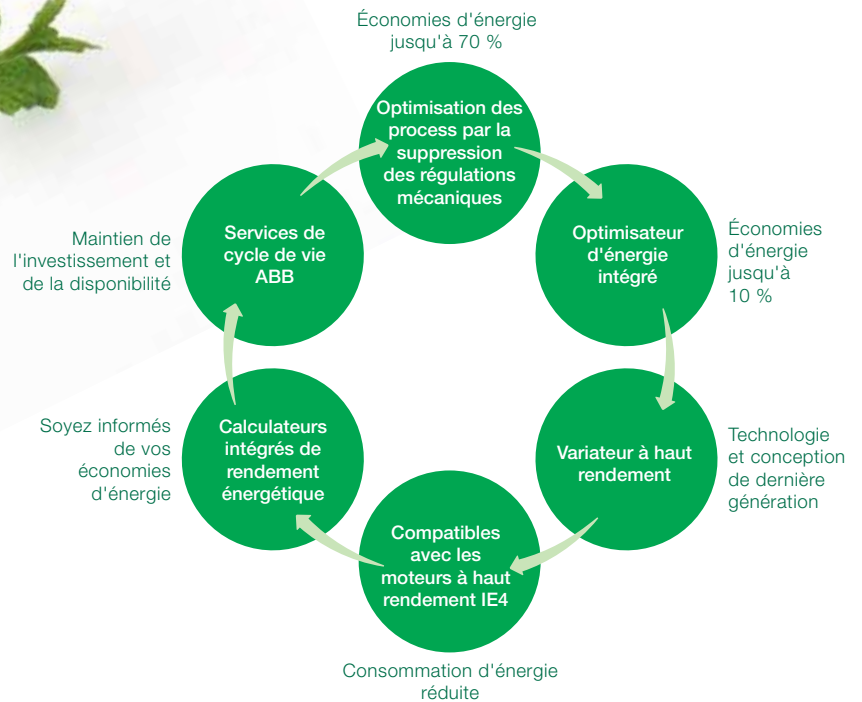 Économies d'énergie
jusqu'à 70 %
Optimisation des
process par la
suppression
des régulations
mécaniques
Optimisateur
d'énergie
intégré
Économies
d'énergie
jusqu'à
10 %
Variateur à haut
rendement
Technologie
et conception
de dernière
génération
Compatibles
avec les
moteurs à haut
rendement IE4
Consommation d'énergie
réduite
Calculateurs
intégrés de
rendement
énergétique
Soyez informés
de vos
économies
d'énergie
Services de
cycle de vie
ABB
Maintien de
l'investissement et
de la disponibilité